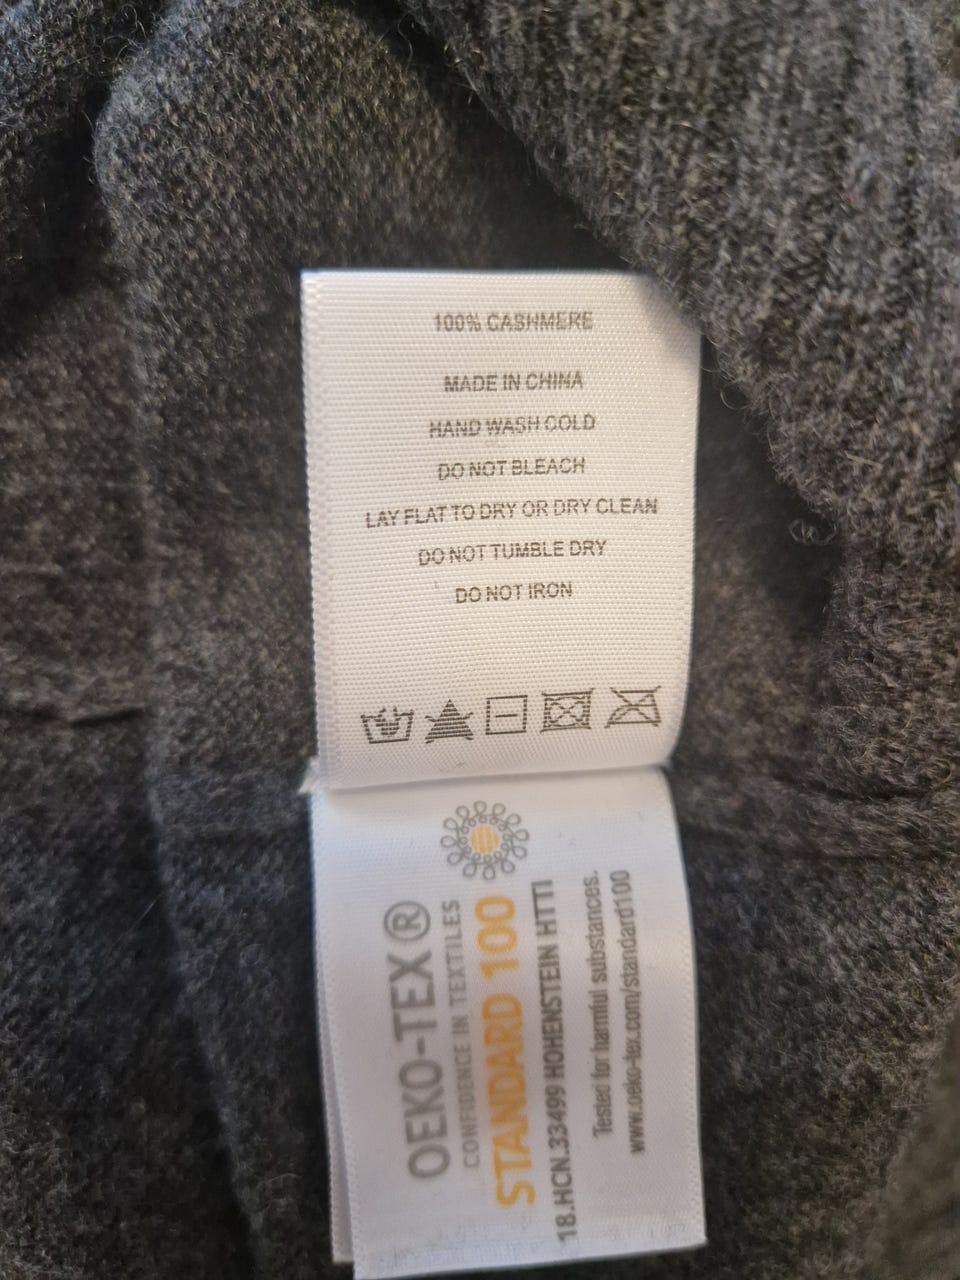 100% CASHMERE
MADE IN CHINA
HAND WASH COLD
DO NOT BLEACH
LAY FLAT TO DRY OR DRY CLEAN
DO NOT TUMBLE DRY
DO NOT IRON
OEKO-TEX®
CONFIDENCE IN TEXTILES
STANDARD 100
18.HCN.33499 HOHENSTEIN HTTI
Tested for harmful substances.
www.oeko-tex.com/standard100